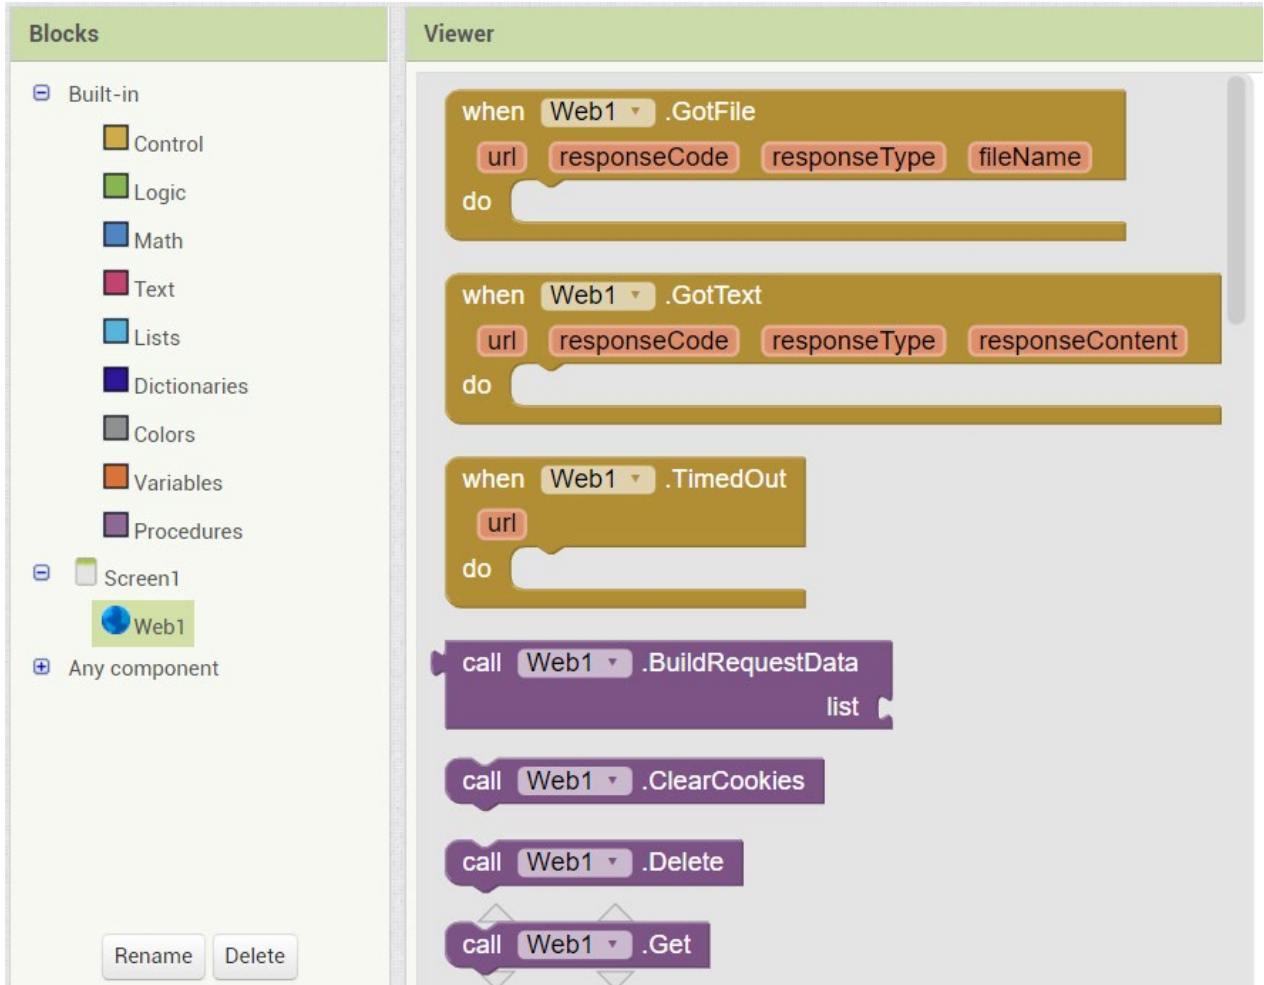 Blocks
Built-in
Control
Logic
Math
Text
Lists
Dictionaries
Colors
Variables
Procedures
Screen1
Web1
Any component
Rename Delete
Viewer
when Web1 .GotFile
url responseCode responseType fileName
do
when Web1 .GotText
url responseCode responseType responseContent
do
when Web1 .TimedOut
url
do
call Web1 .BuildRequestData
list
call Web1 .ClearCookies
call Web1 .Delete
call Web1 .Get